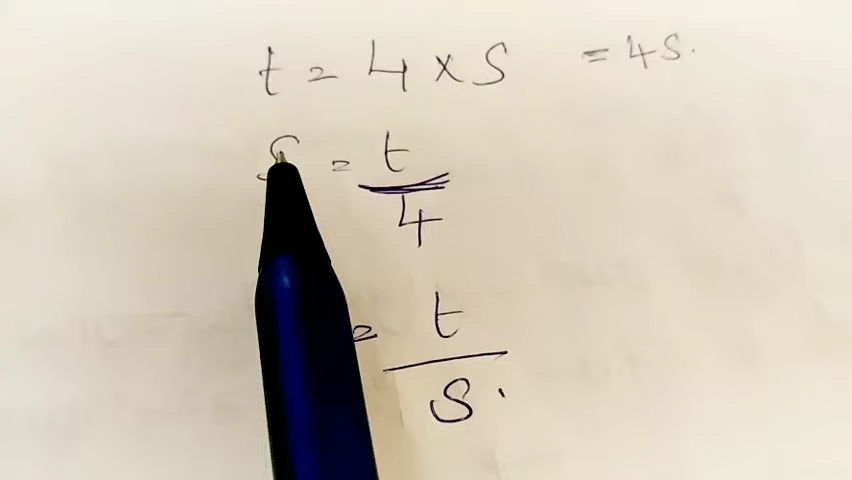 t = 4 × S = 4S.
S = t/4
= t/S.